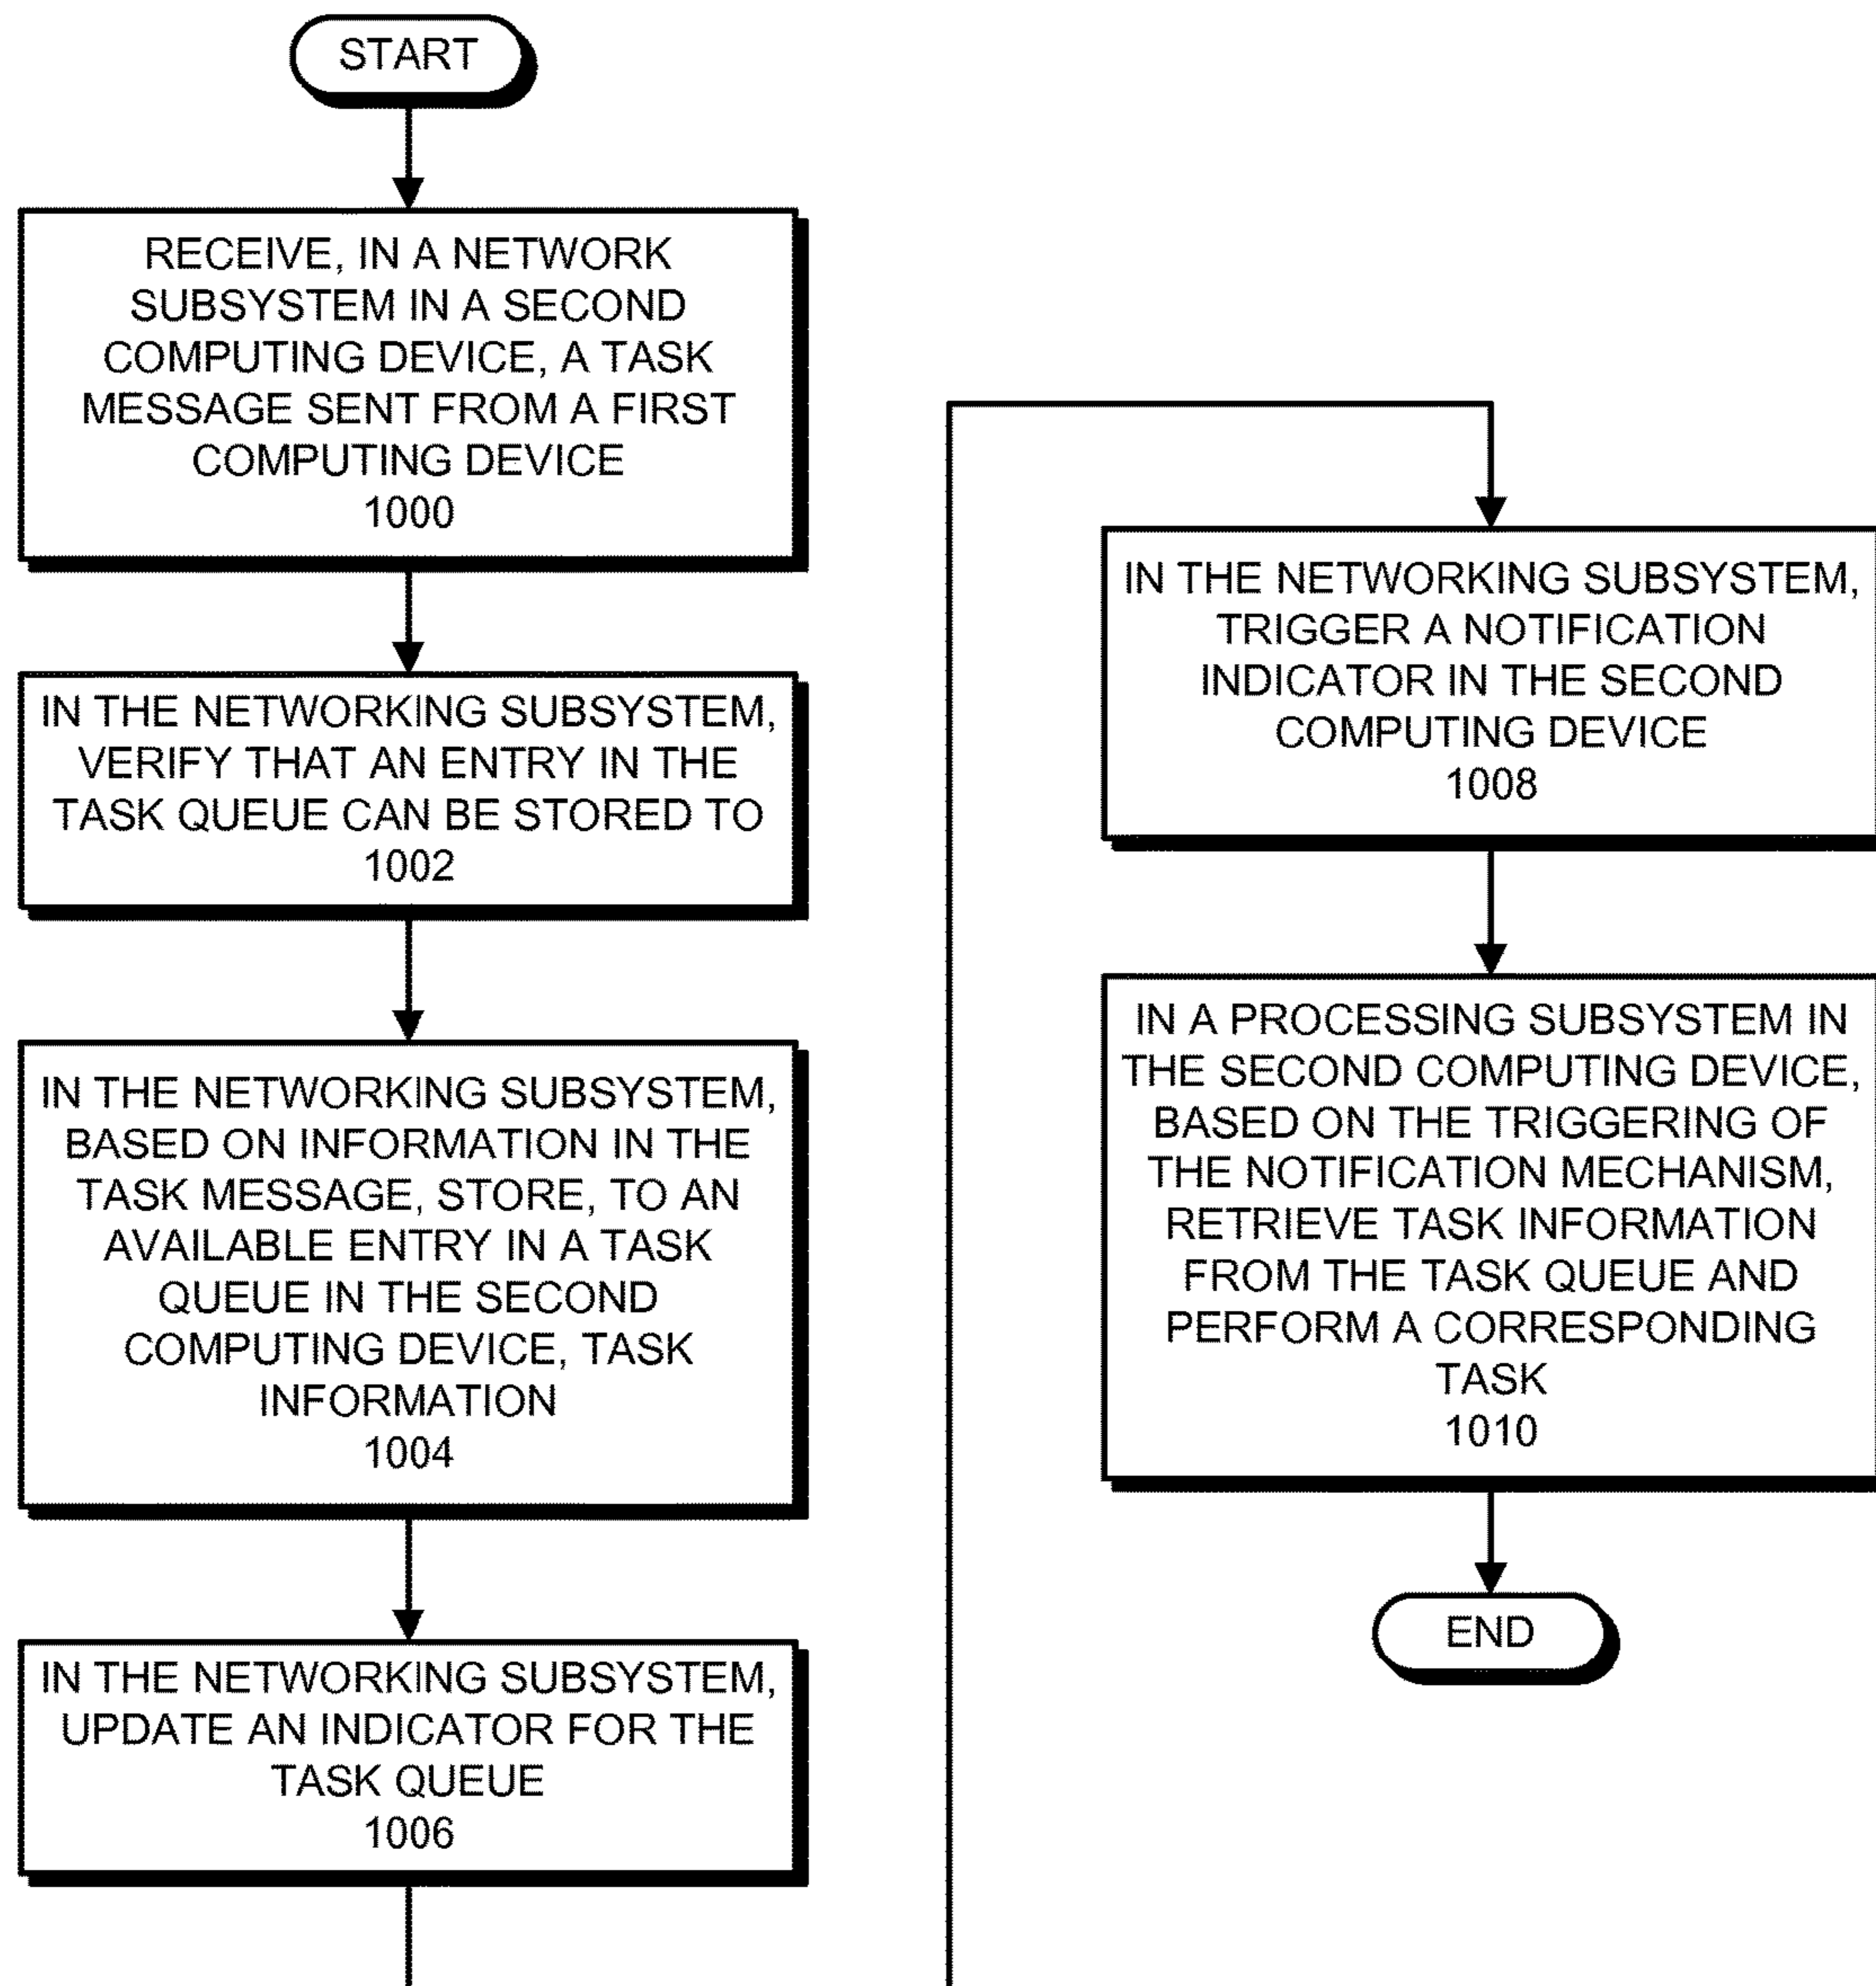 START
RECEIVE, IN A NETWORK
SUBSYSTEM IN A SECOND
COMPUTING DEVICE, A TASK
MESSAGE SENT FROM A FIRST
COMPUTING DEVICE
1000
IN THE NETWORKING SUBSYSTEM,
VERIFY THAT AN ENTRY IN THE
TASK QUEUE CAN BE STORED TO
1002
IN THE NETWORKING SUBSYSTEM,
BASED ON INFORMATION IN THE
TASK MESSAGE, STORE, TO AN
AVAILABLE ENTRY IN A TASK
QUEUE IN THE SECOND
COMPUTING DEVICE, TASK
INFORMATION
1004
IN THE NETWORKING SUBSYSTEM,
UPDATE AN INDICATOR FOR THE
TASK QUEUE
1006
IN THE NETWORKING SUBSYSTEM,
TRIGGER A NOTIFICATION
INDICATOR IN THE SECOND
COMPUTING DEVICE
1008
IN A PROCESSING SUBSYSTEM IN
THE SECOND COMPUTING DEVICE,
BASED ON THE TRIGGERING OF
THE NOTIFICATION MECHANISM,
RETRIEVE TASK INFORMATION
FROM THE TASK QUEUE AND
PERFORM A CORRESPONDING
TASK
1010
END